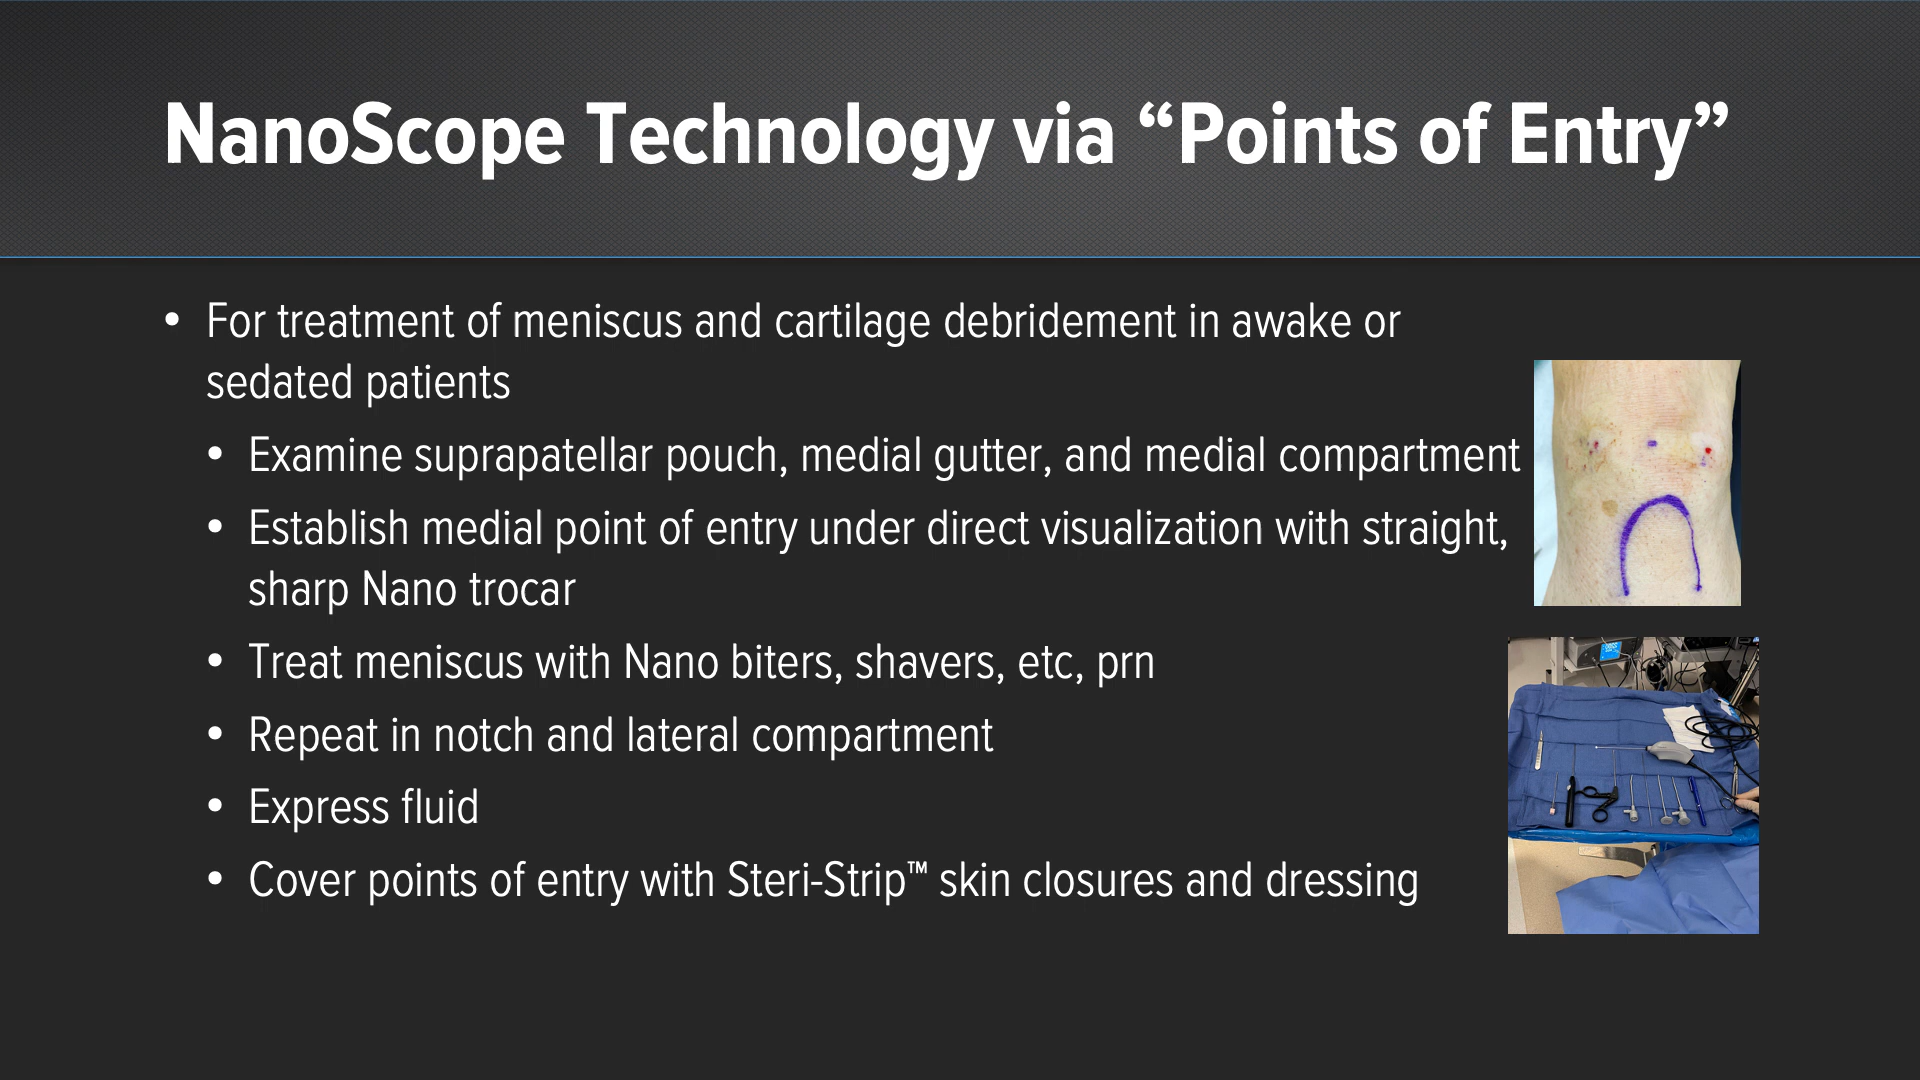 NanoScope Technology via “Points of Entry”
• For treatment of meniscus and cartilage debridement in awake or
sedated patients
• Examine suprapatellar pouch, medial gutter, and medial compartment
• Establish medial point of entry under direct visualization with straight,
sharp Nano trocar
• Treat meniscus with Nano biters, shavers, etc, prn
• Repeat in notch and lateral compartment
• Express fluid
• Cover points of entry with Steri-Strip™ skin closures and dressing